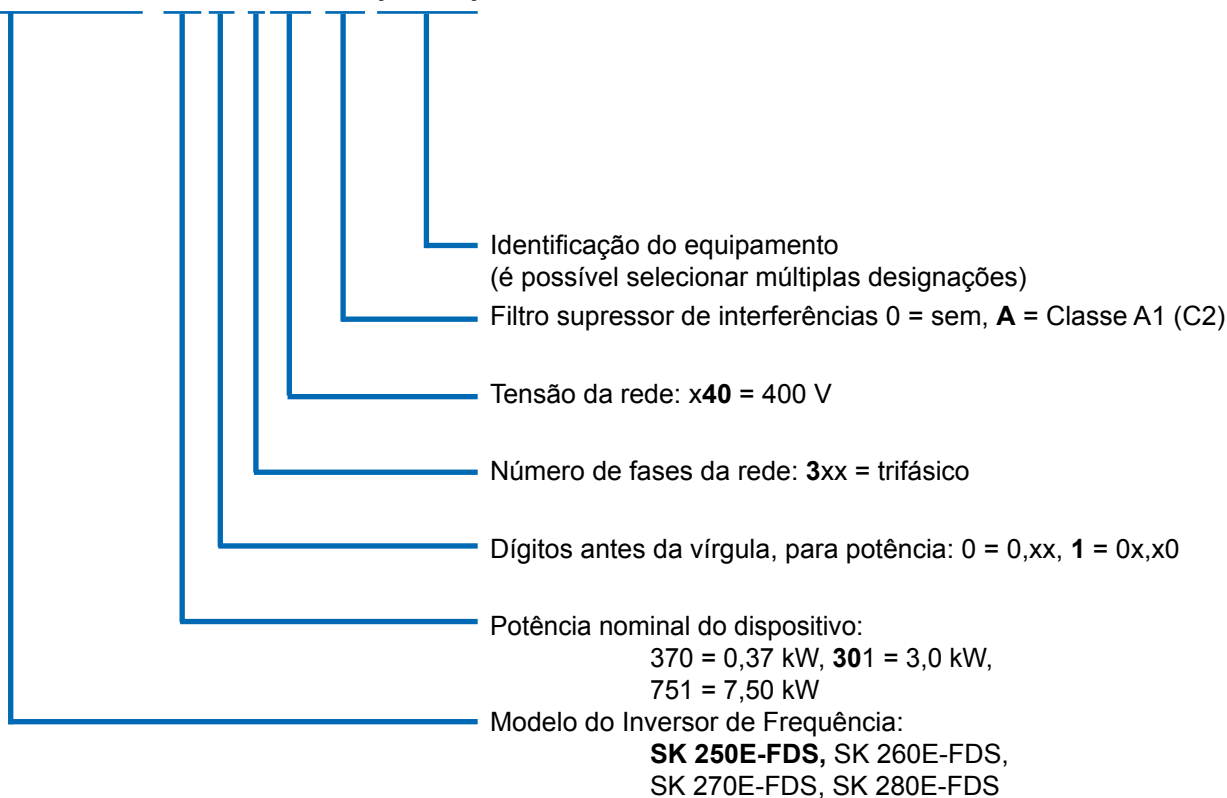 Identificação do equipamento
(é possível selecionar múltiplas designações)
Filtro supressor de interferências 0 = sem, A = Classe A1 (C2)
Tensão da rede: x40 = 400 V
Número de fases da rede: 3xx = trifásico
Dígitos antes da vírgula, para potência: 0 = 0,xx, 1 = 0x,x0
Potência nominal do dispositivo:
370 = 0,37 kW, 301 = 3,0 kW,
751 = 7,50 kW
Modelo do Inversor de Frequência:
SK 250E-FDS, SK 260E-FDS,
SK 270E-FDS, SK 280E-FDS